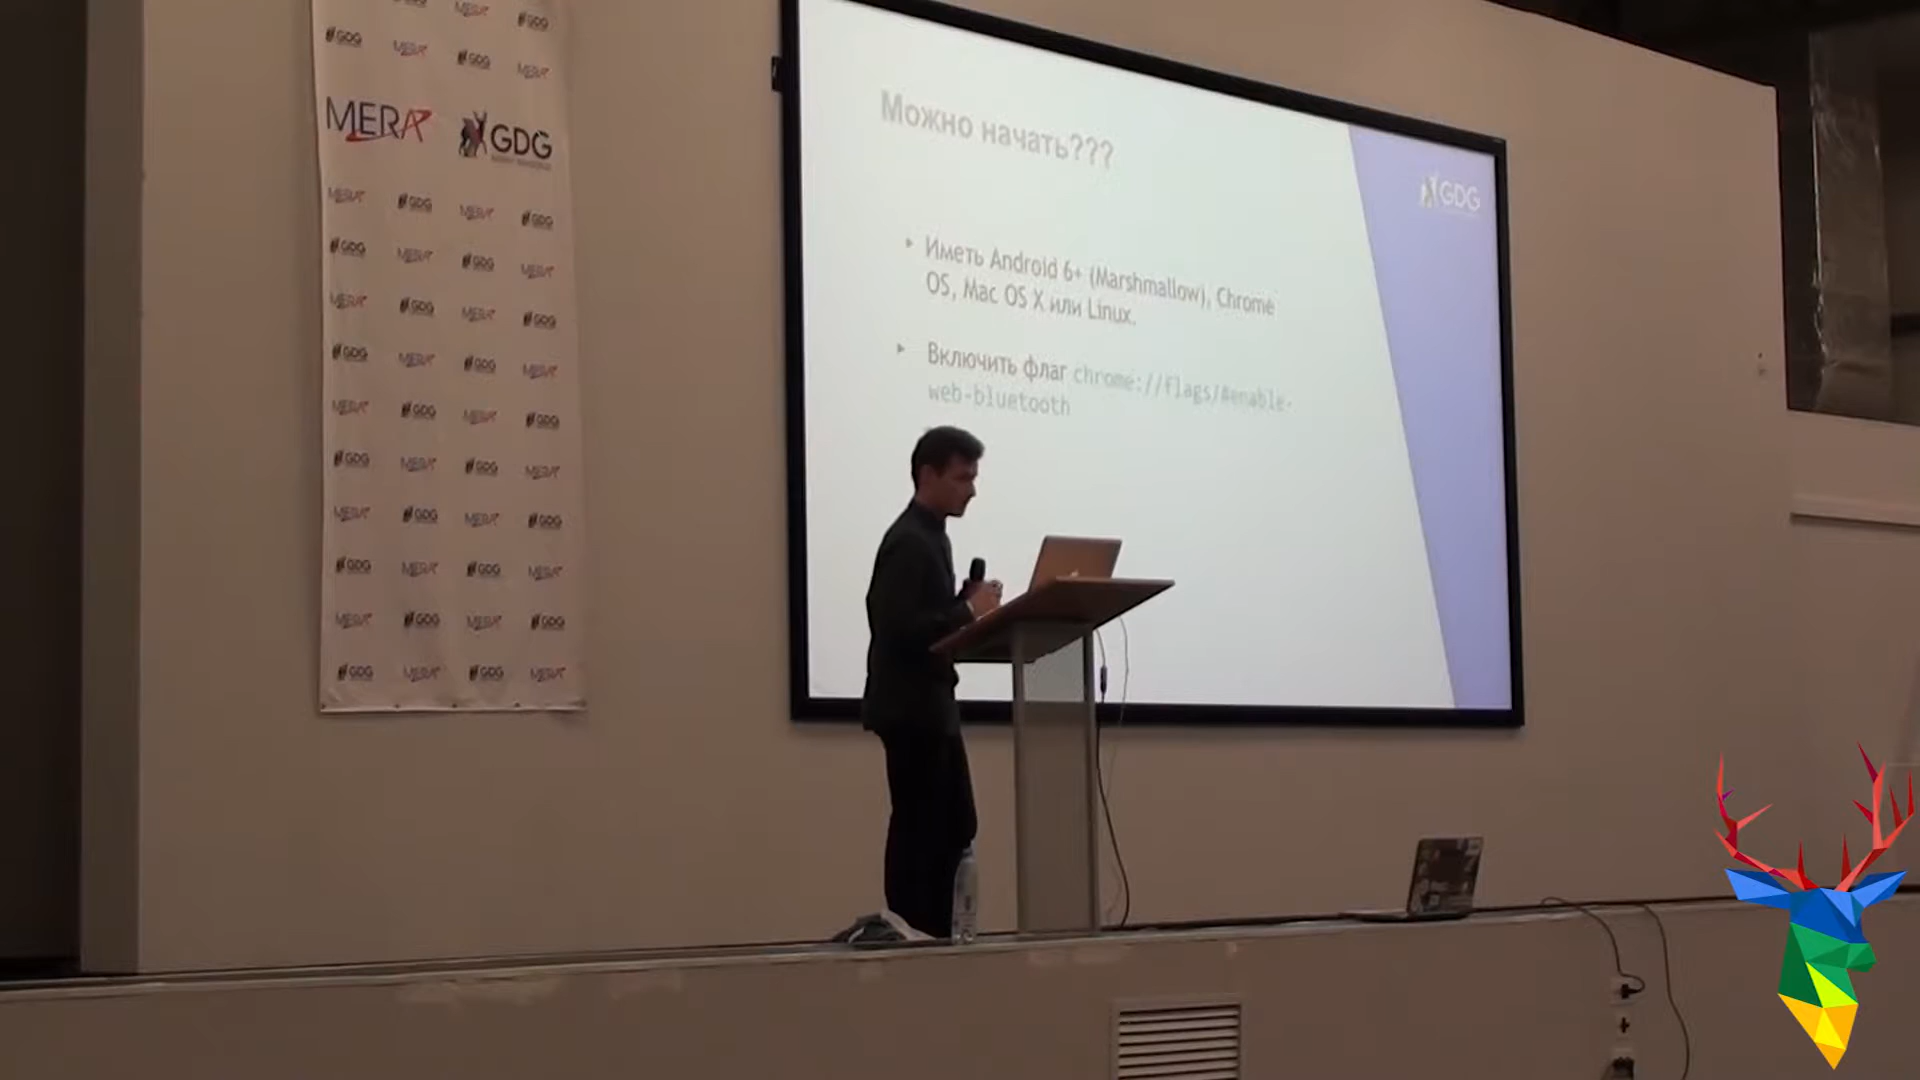 MERA GDG
Можно начать???
GDG
Иметь Android 6+ (Marshmallow), Chrome
OS, Mac OS X или Linux.
Включить флаг chrome://flags/#enable-
web-bluetooth